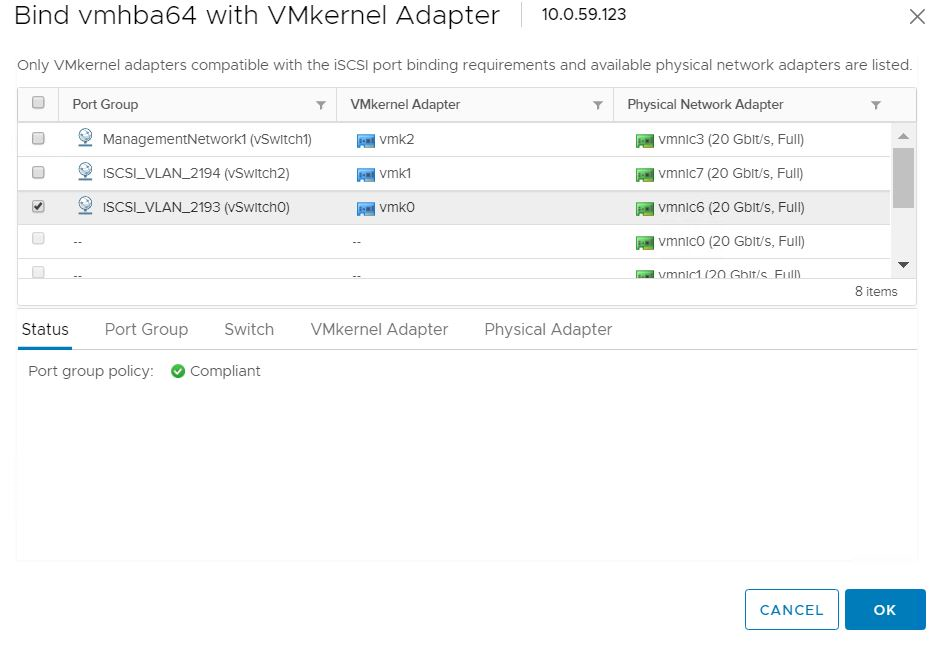 Bind vmhba64 with VMkernel Adapter 10.0.59.123
Only VMkernel adapters compatible with the iSCSI port binding requirements and available physical network adapters are listed.
Port Group VMkernel Adapter Physical Network Adapter
ManagementNetwork1 (vSwitch1) vmk2 vmnic3 (20 Gbit/s, Full)
iSCSI_VLAN_2194 (vSwitch2) vmk1 vmnic7 (20 Gbit/s, Full)
iSCSI_VLAN_2193 (vSwitch0) vmk0 vmnic6 (20 Gbit/s, Full)
-- -- vmnic0 (20 Gbit/s, Full)
-- -- vmnic1 (20 Gbit/s, Full)
8 items
Status Port Group Switch VMkernel Adapter Physical Adapter
Port group policy: Compliant
CANCEL OK